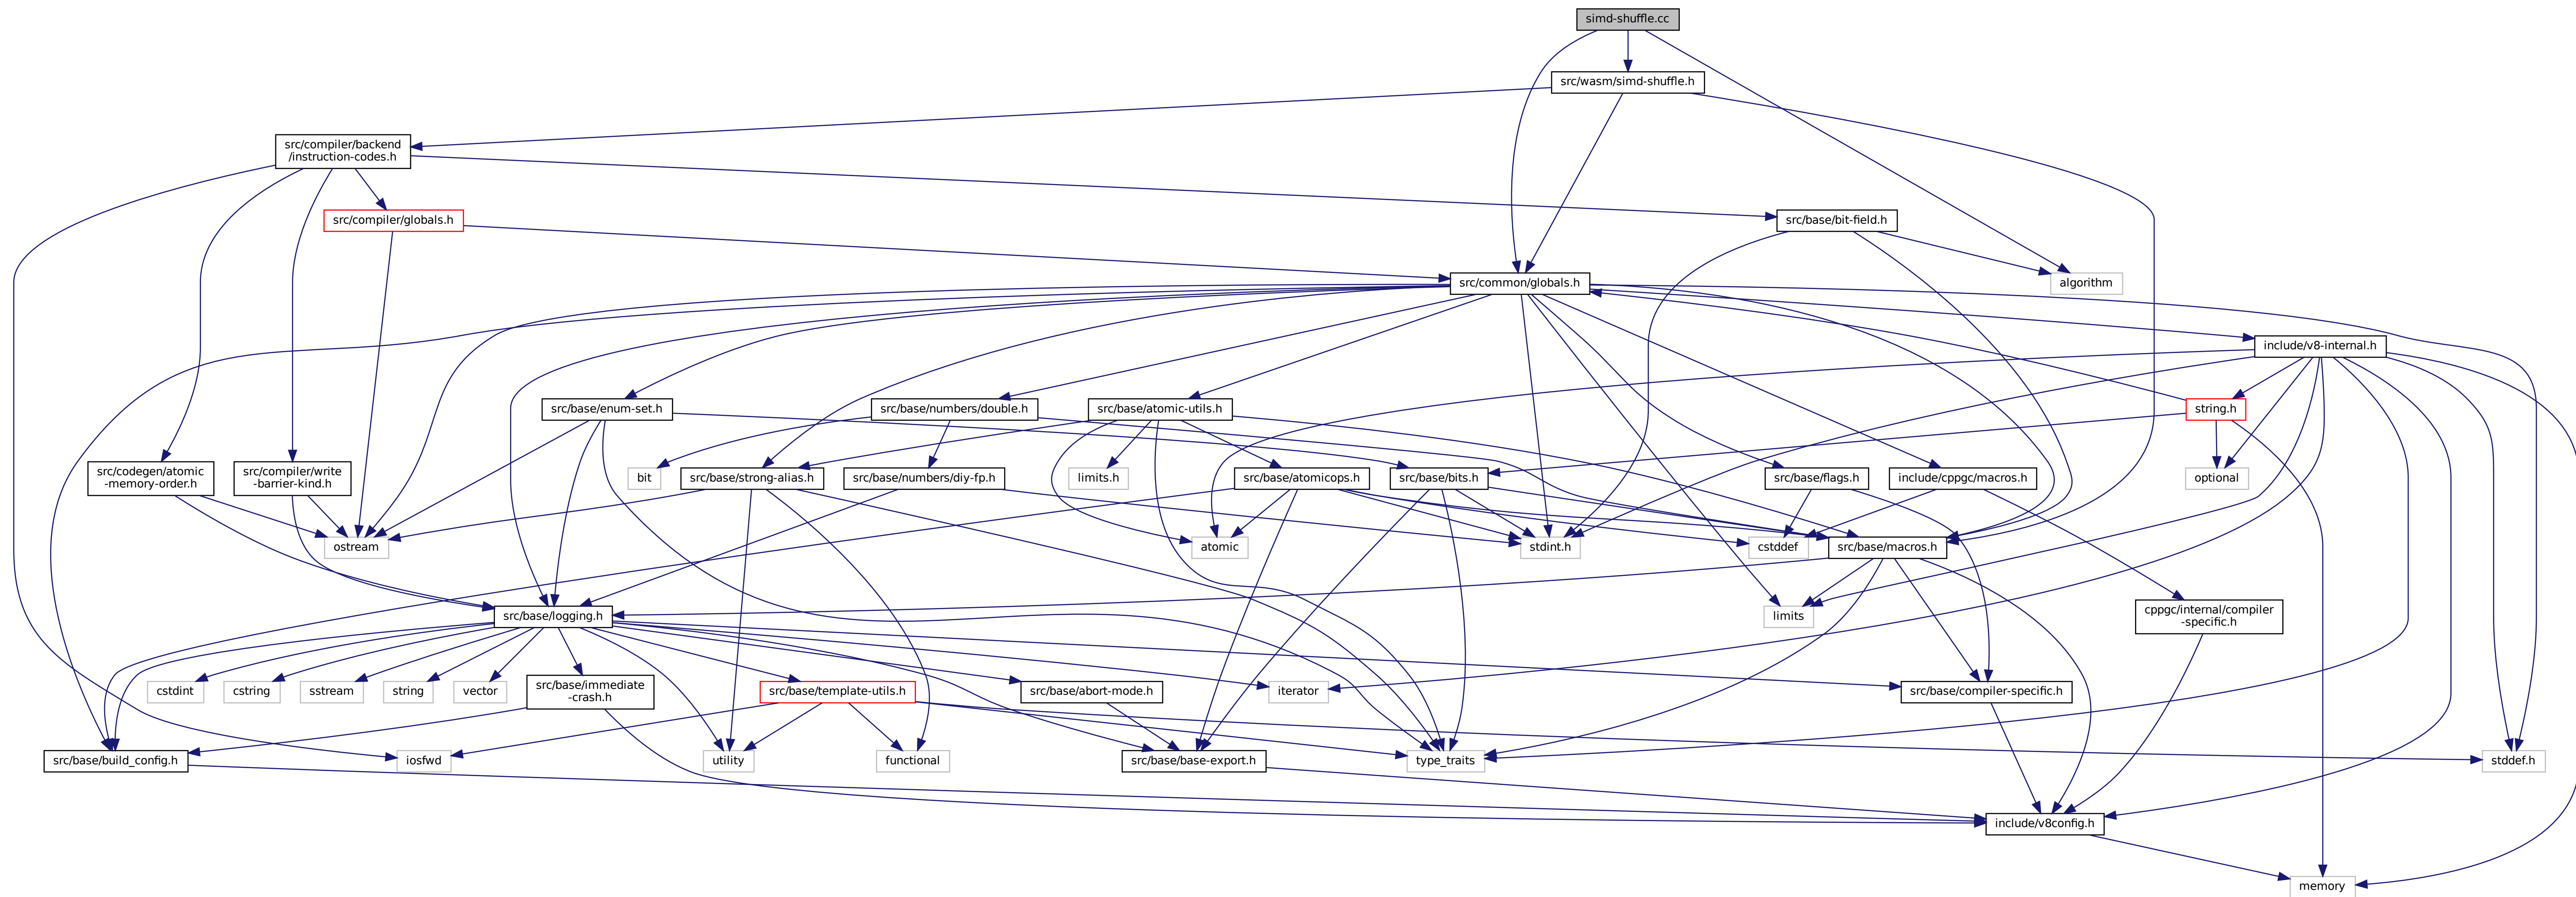 simd-shuffle.cc
src/wasm/simd-shuffle.h
src/compiler/backend
/instruction-codes.h
src/compiler/globals.h
src/base/bit-field.h
src/common/globals.h
algorithm
include/v8-internal.h
src/base/enum-set.h
src/base/numbers/double.h
src/base/atomic-utils.h
string.h
src/codegen/atomic
-memory-order.h
src/compiler/write
-barrier-kind.h
bit
src/base/strong-alias.h
src/base/numbers/diy-fp.h
limits.h
src/base/atomicops.h
src/base/bits.h
src/base/flags.h
include/cppgc/macros.h
optional
ostream
atomic
stdint.h
cstddef
src/base/macros.h
src/base/logging.h
limits
cppgc/internal/compiler
-specific.h
cstdint
cstring
sstream
string
vector
src/base/immediate
-crash.h
src/base/template-utils.h
src/base/abort-mode.h
iterator
src/base/compiler-specific.h
src/base/build_config.h
iosfwd
utility
functional
src/base/base-export.h
type_traits
stddef.h
include/v8config.h
memory